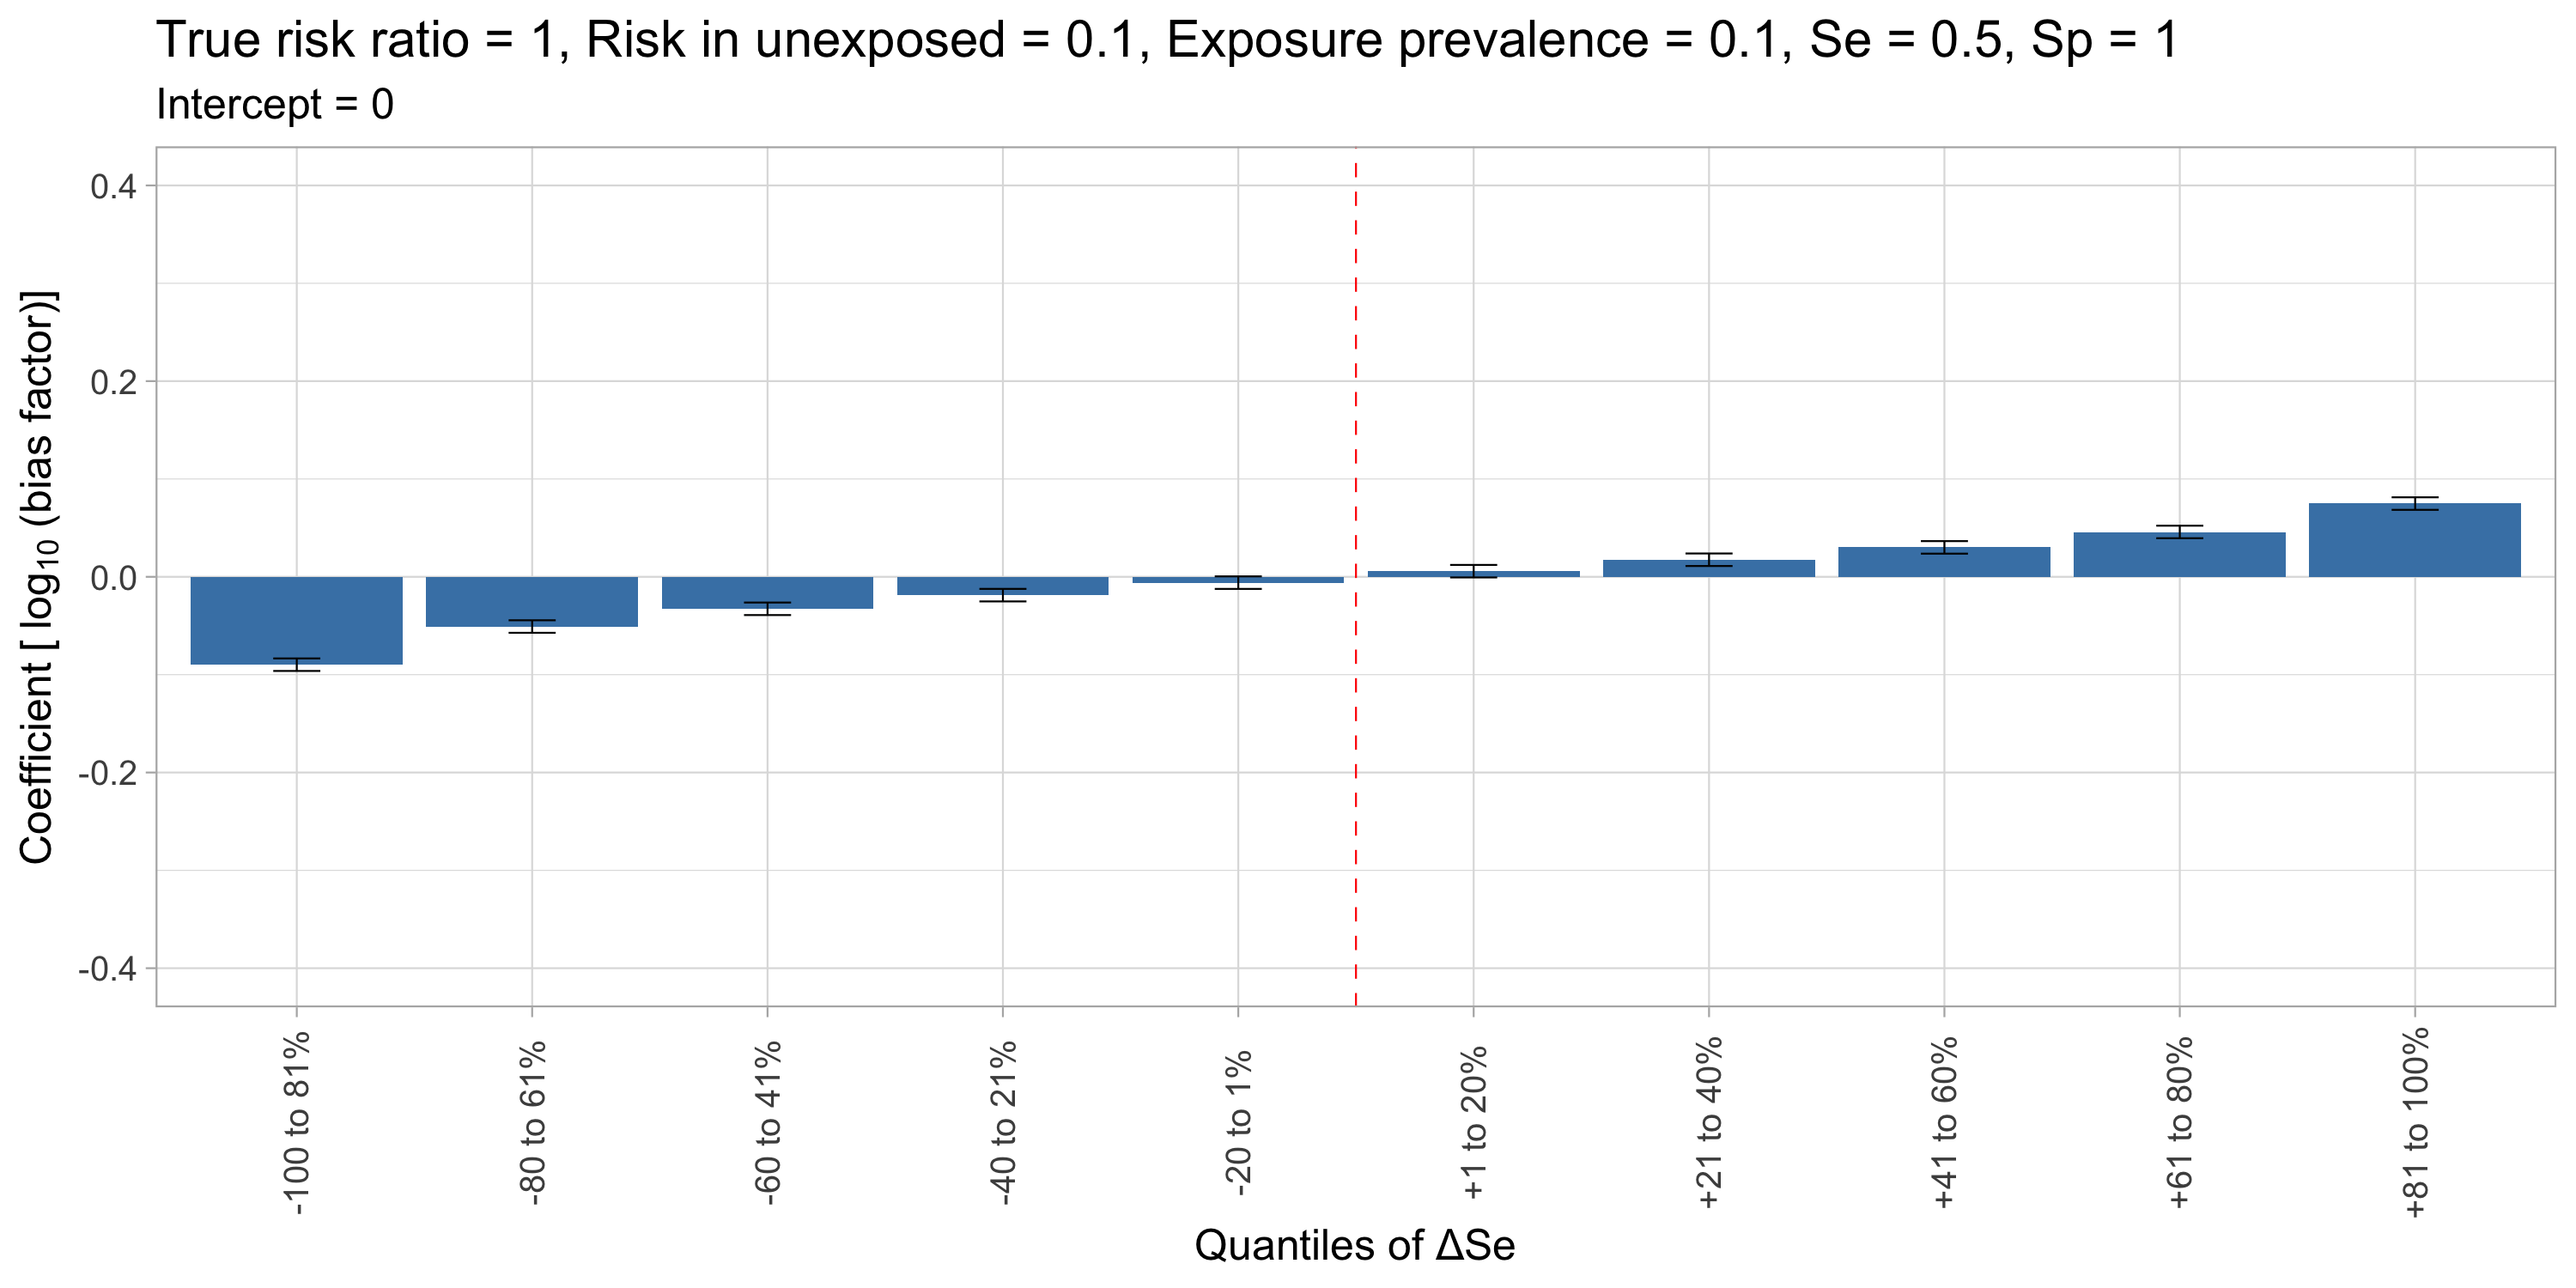 True risk ratio = 1, Risk in unexposed = 0.1, Exposure prevalence = 0.1, Se = 0.5, Sp = 1
Intercept = 0
Coefficient [ log₁₀ (bias factor)]
0.4
0.2
0.0
-0.2
-0.4
-100 to 81%
-80 to 61%
-60 to 41%
-40 to 21%
-20 to 1%
+1 to 20%
+21 to 40%
+41 to 60%
+61 to 80%
+81 to 100%
Quantiles of ΔSe